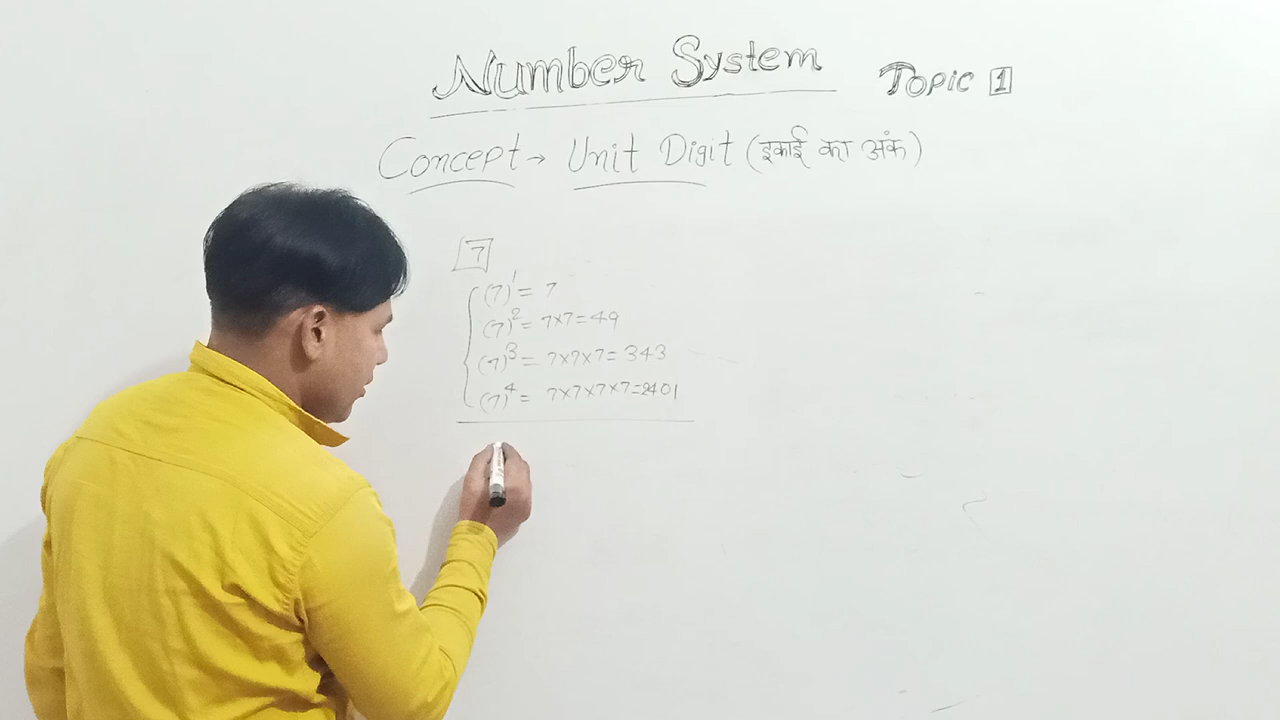 Number System Topic 1
Concept → Unit Digit (इकाई का अंक)
7
(7)¹ = 7
(7)² = 7×7=49
(7)³ = 7×7×7=343
(7)⁴ = 7×7×7×7=2401